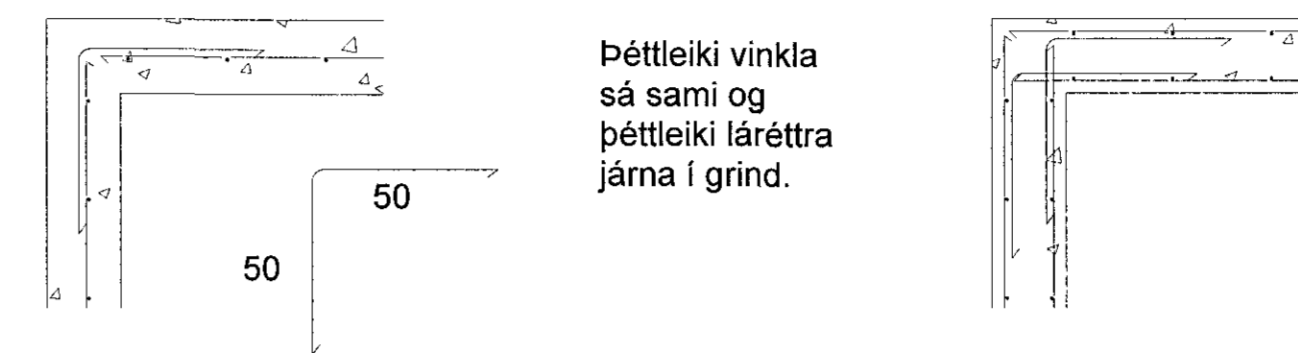 Þéttleiki vinkla
sá sami og
þéttleiki láréttra
járna í grind.
50
50